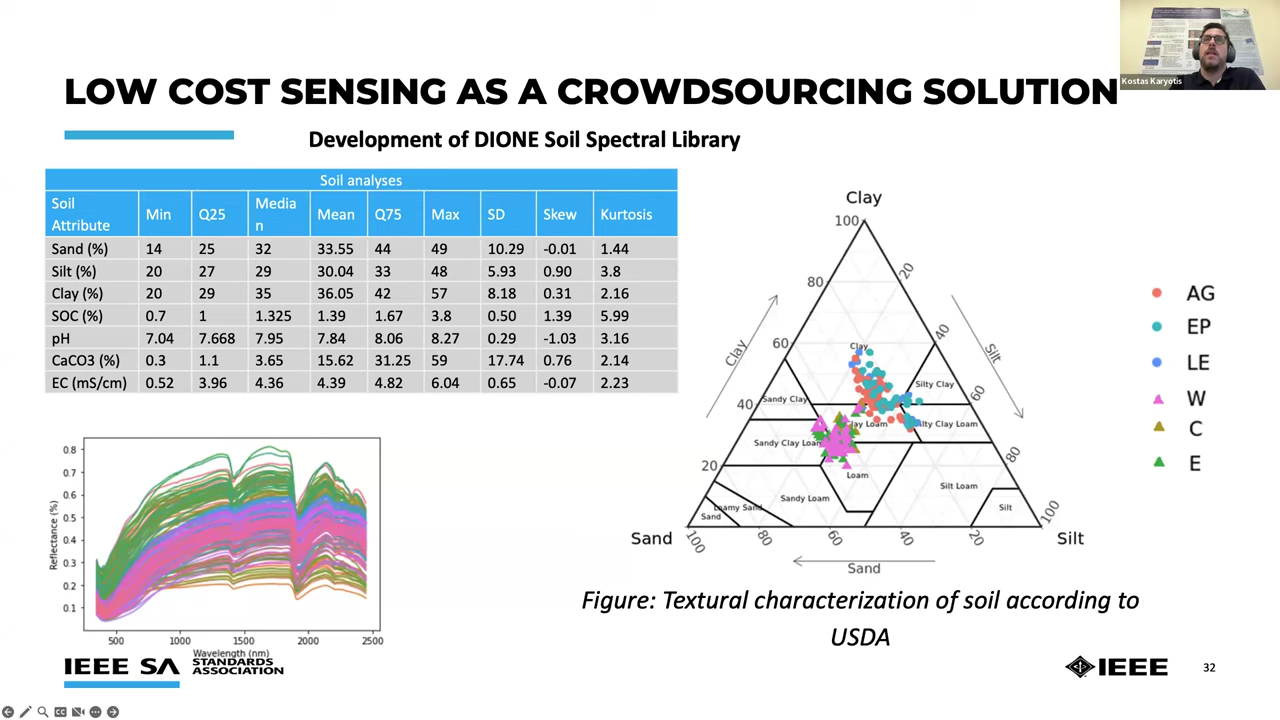 Kostas Karyotis
LOW COST SENSING AS A CROWDSOURCING SOLUTION
Development of DIONE Soil Spectral Library
Soil analyses
Soil Attribute Min Q25 Media n Mean Q75 Max SD Skew Kurtosis
Sand (%) 14 25 32 33.55 44 49 10.29 -0.01 1.44
Silt (%) 20 27 29 30.04 33 48 5.93 0.90 3.8
Clay (%) 20 29 35 36.05 42 57 8.18 0.31 2.16
SOC (%) 0.7 1 1.325 1.39 1.67 3.8 0.50 1.39 5.99
pH 7.04 7.668 7.95 7.84 8.06 8.27 0.29 -1.03 3.16
CaCO3 (%) 0.3 1.1 3.65 15.62 31.25 59 17.74 0.76 2.14
EC (mS/cm) 0.52 3.96 4.36 4.39 4.82 6.04 0.65 -0.07 2.23
0.8
0.7
0.6
0.5
0.4
0.3
0.2
0.1
Reflectance (%)
500 1000 1500 2000 2500
Wavelength (nm)
Clay
100
80 20
60 40
40 60
20 80
100
Clay
Silt
Clay
Silty Clay
Sandy Clay
Clay Loam
Silty Clay Loam
Sandy Clay Loam
Loam
Silt Loam
Sandy Loam
Silt
Loamy Sand
Sand
Sand
Silt
100 80 60 40 20
Sand
AG
EP
LE
W
C
E
Figure: Textural characterization of soil according to
USDA
IEEE SA STANDARDS
ASSOCIATION
IEEE
32